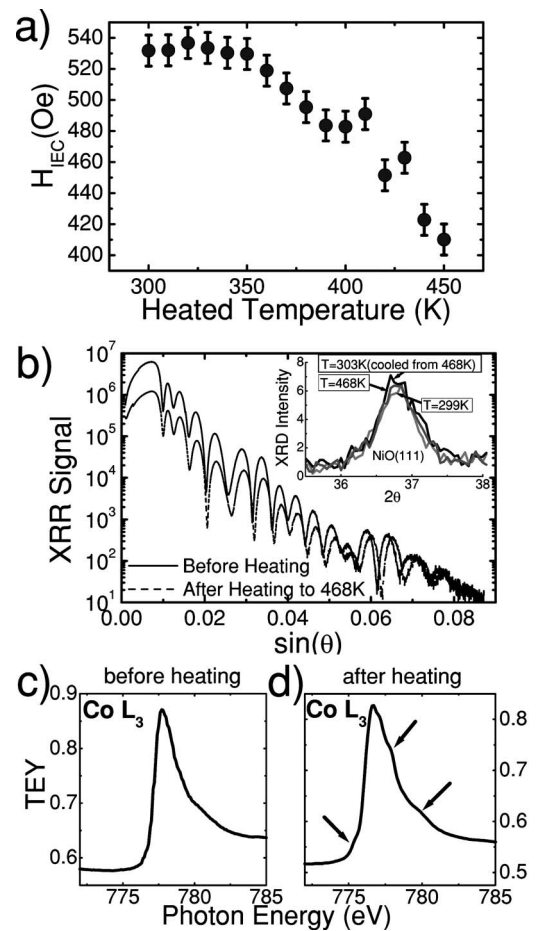 a)
540
520
500
480
460
440
420
400
H_IEC(Oe)
300 350 400 450
Heated Temperature (K)
b)
10^7
10^6
10^5
10^4
10^3
10^2
10^1
XRR Signal
8
6
4
2
0
XRD Intensity
T=303K(cooled from 468K)
T=468K
T=299K
NiO(111)
36 37 38
2θ
Before Heating
After Heating to 468K
0.00 0.02 0.04 0.06 0.08
sin(θ)
c) before heating
d) after heating
Co L_3
0.9
0.8
0.7
0.6
TEY
775 780 785
Co L_3
0.8
0.7
0.6
0.5
775 780 785
Photon Energy (eV)